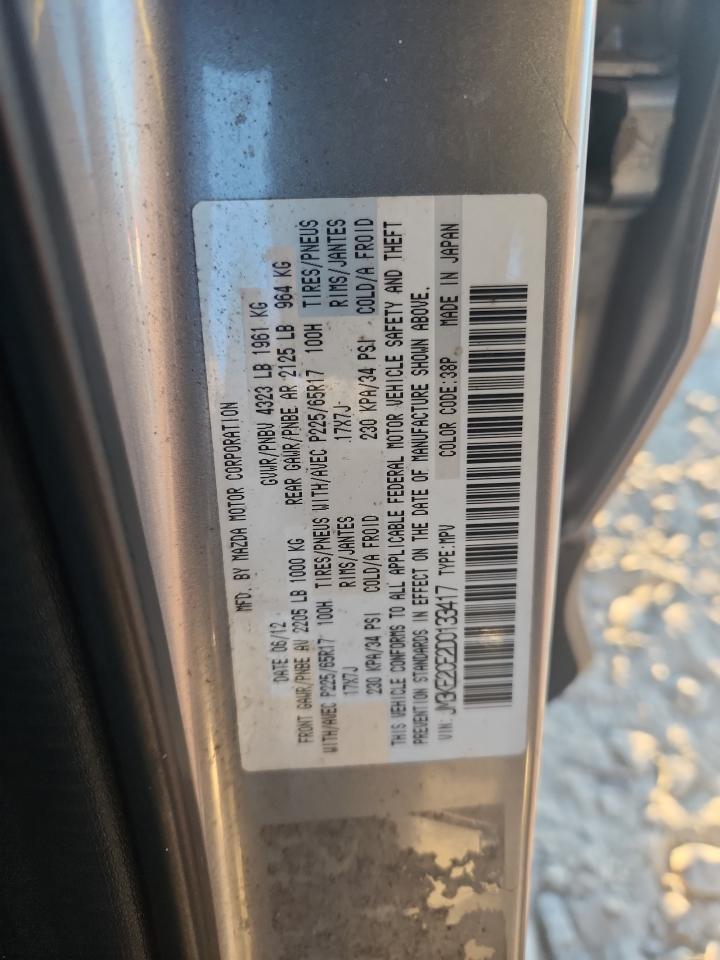 MFD. BY MAZDA MOTOR CORPORATION
DATE 06/12 GVWR/PNBV 4323 LB 1961 KG
FRONT GAWR/PNBE AV 2205 LB 1000 KG REAR GAWR/PNBE AR 2125 LB 964 KG
WITH/AVEC P225/65R17 100H TIRES/PNEUS WITH/AVEC P225/65R17 100H TIRES/PNEUS
17X7J RIMS/JANTES 17X7J RIMS/JANTES
230 KPA/34 PSI COLD/A FROID 230 KPA/34 PSI COLD/A FROID
THIS VEHICLE CONFORMS TO ALL APPLICABLE FEDERAL MOTOR VEHICLE SAFETY AND THEFT
PREVENTION STANDARDS IN EFFECT ON THE DATE OF MANUFACTURE SHOWN ABOVE.
VIN: JM3KE2CE2D0133417 TYPE:MPV COLOR CODE:38P MADE IN JAPAN